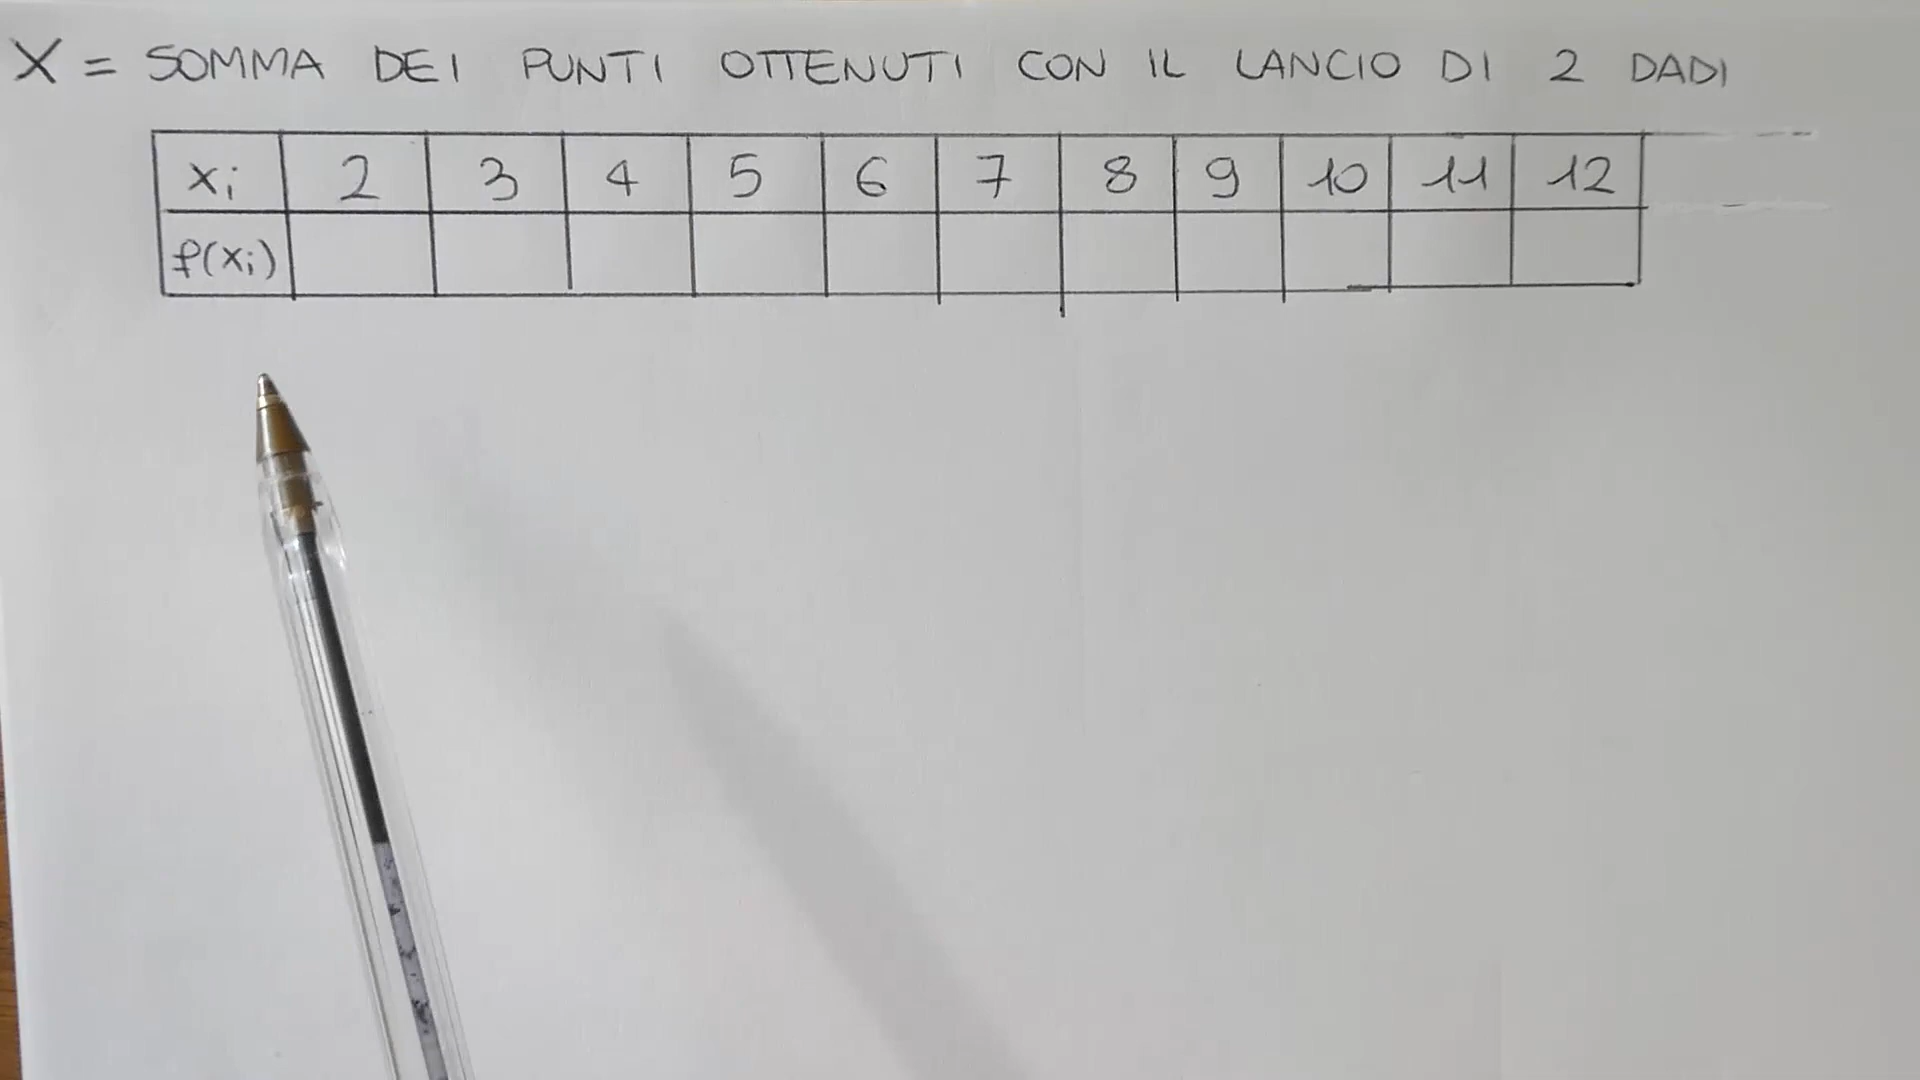 X = SOMMA DEI PUNTI OTTENUTI CON IL LANCIO DI 2 DADI
xi 2 3 4 5 6 7 8 9 10 11 12
f(xi)